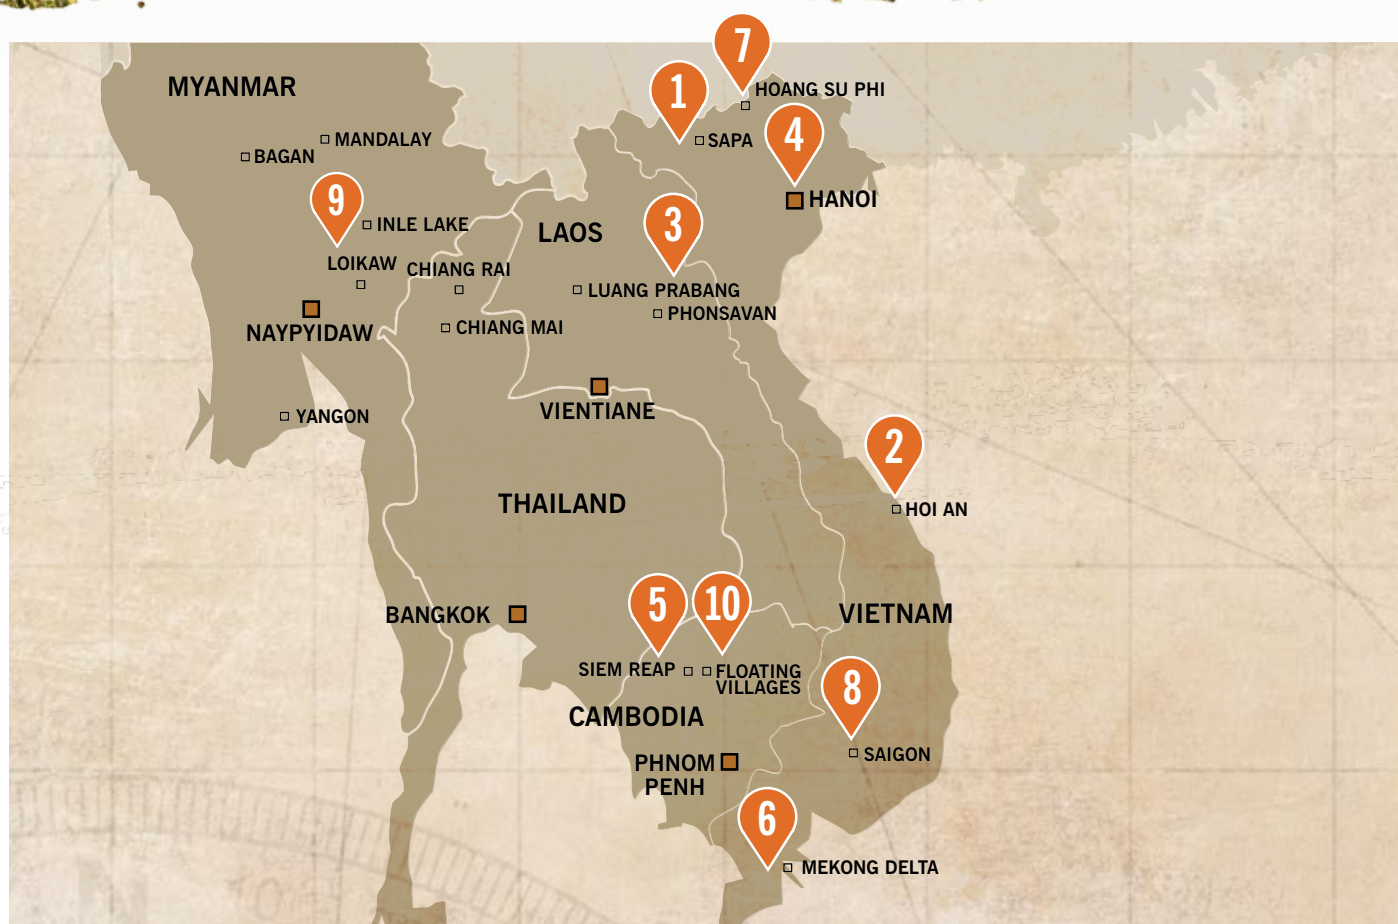 7
HOANG SU PHI
MYANMAR
1
4
MANDALAY
SAPA
BAGAN
9
HANOI
INLE LAKE
3
LAOS
LOIKAW
CHIANG RAI
LUANG PRABANG
PHONSAVAN
NAYPYIDAW
CHIANG MAI
VIENTIANE
YANGON
2
THAILAND
HOI AN
5
10
BANGKOK
VIETNAM
SIEM REAP
FLOATING
VILLAGES
8
CAMBODIA
SAIGON
PHNOM
PENH
6
MEKONG DELTA